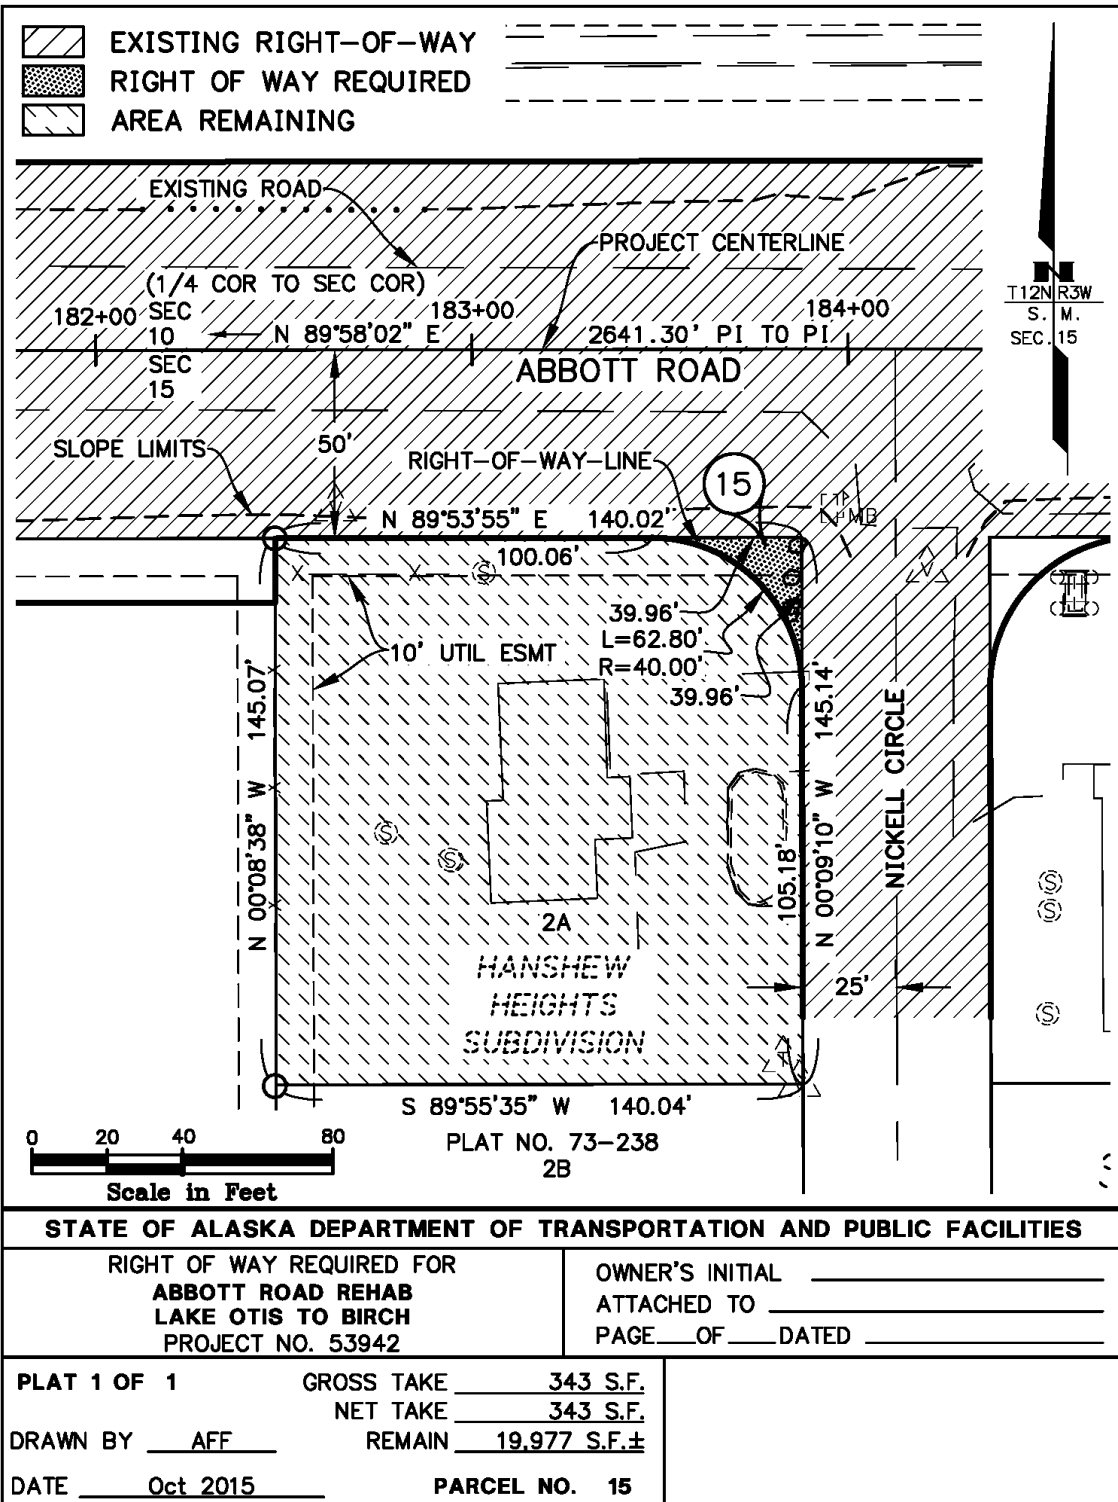 EXISTING RIGHT-OF-WAY
RIGHT OF WAY REQUIRED
AREA REMAINING
EXISTING ROAD
PROJECT CENTERLINE
(1/4 COR TO SEC COR)
N
T12N R3W
S. M.
SEC. 15
182+00
SEC
10
183+00
184+00
N 89°58'02" E
2641.30' PI TO PI
SEC
15
ABBOTT ROAD
50'
SLOPE LIMITS
RIGHT-OF-WAY-LINE
15
N 89°53'55" E 140.02'
MB
100.06'
39.96'
L=62.80'
R=40.00'
39.96'
10' UTIL ESMT
N 00°08'38" W 145.07'
105.18'
N 00°09'10" W 145.14'
NICKELL CIRCLE
S
S
S
S
S
S
2A
HANSHEW
HEIGHTS
SUBDIVISION
25'
S 89°55'35" W 140.04'
PLAT NO. 73-238
2B
0 20 40 80
Scale in Feet
STATE OF ALASKA DEPARTMENT OF TRANSPORTATION AND PUBLIC FACILITIES
RIGHT OF WAY REQUIRED FOR
ABBOTT ROAD REHAB
LAKE OTIS TO BIRCH
PROJECT NO. 53942
OWNER'S INITIAL
ATTACHED TO
PAGE OF DATED
PLAT 1 OF 1
GROSS TAKE 343 S.F.
NET TAKE 343 S.F.
DRAWN BY AFF
REMAIN 19,977 S.F.±
DATE Oct 2015
PARCEL NO. 15